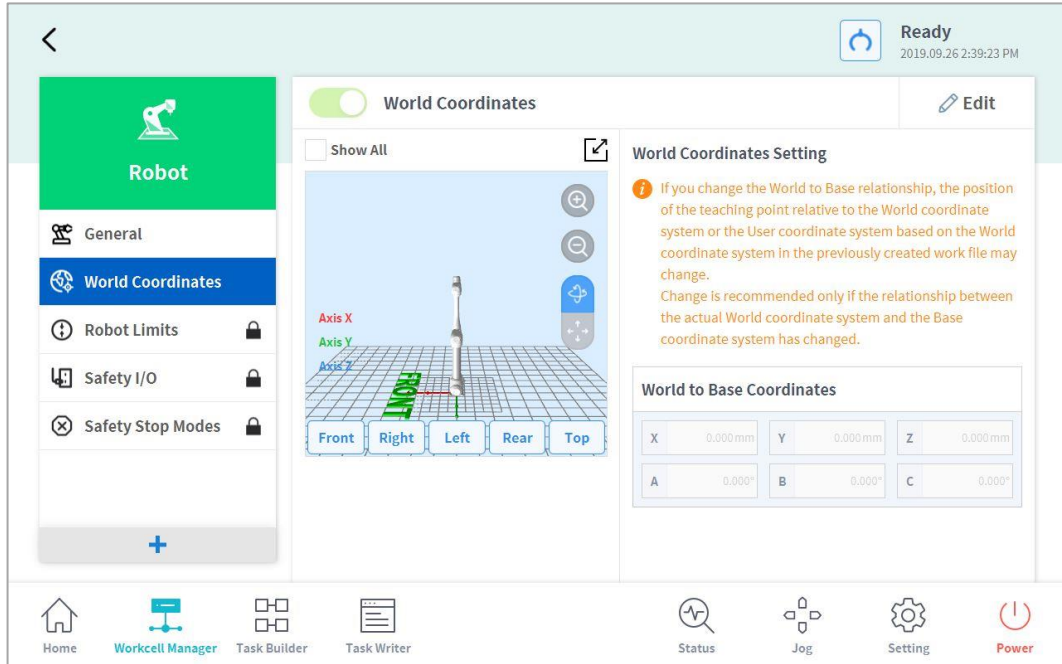 Ready
2019.09.26 2:39:23 PM
Robot
General
World Coordinates
Robot Limits
Safety I/O
Safety Stop Modes
World Coordinates
Edit
Show All
Axis X
Axis Y
Axis Z
FRONT
Front Right Left Rear Top
World Coordinates Setting
If you change the World to Base relationship, the position
of the teaching point relative to the World coordinate
system or the User coordinate system based on the World
coordinate system in the previously created work file may
change.
Change is recommended only if the relationship between
the actual World coordinate system and the Base
coordinate system has changed.
World to Base Coordinates
X 0.000 mm Y 0.000 mm Z 0.000 mm
A 0.000° B 0.000° C 0.000°
Home Workcell Manager Task Builder Task Writer Status Jog Setting Power